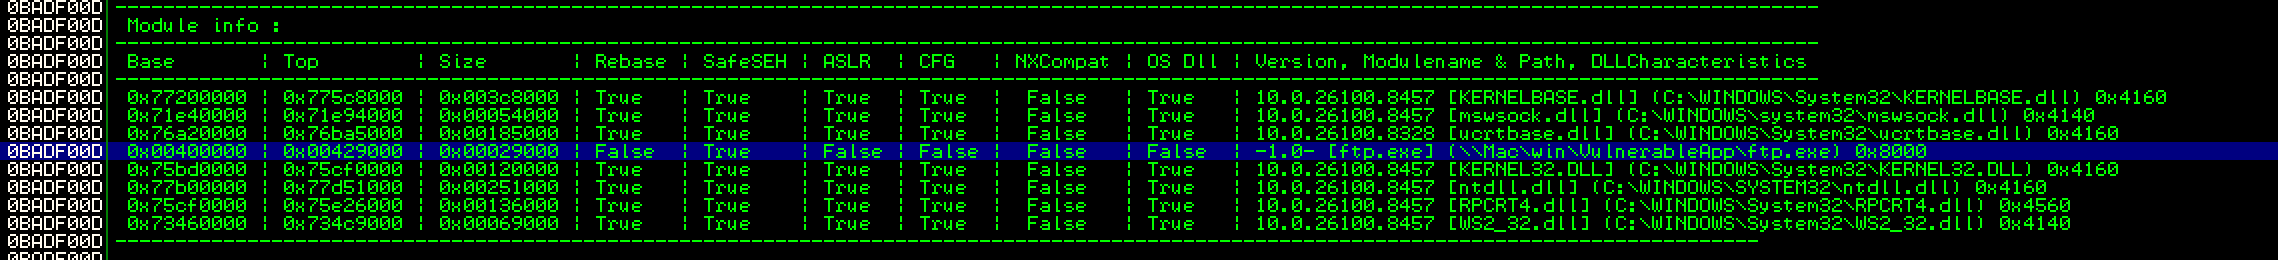 0BADF00D ----------------------------------------------------------------------------------------------------------------------------------------------
0BADF00D Module info :
0BADF00D ----------------------------------------------------------------------------------------------------------------------------------------------
0BADF00D Base | Top | Size | Rebase | SafeSEH | ASLR | CFG | NXCompat | OS Dll | Version, Modulename & Path, DLLCharacteristics
0BADF00D ----------------------------------------------------------------------------------------------------------------------------------------------
0BADF00D 0x77200000 | 0x775c8000 | 0x003c8000 | True | True | True | True | False | True | 10.0.26100.8457 [KERNELBASE.dll] (C:\WINDOWS\System32\KERNELBASE.dll) 0x4160
0BADF00D 0x71e40000 | 0x71e94000 | 0x00054000 | True | True | True | True | False | True | 10.0.26100.8457 [mswsock.dll] (C:\WINDOWS\system32\mswsock.dll) 0x4140
0BADF00D 0x76a20000 | 0x76ba5000 | 0x00185000 | True | True | True | True | False | True | 10.0.26100.8328 [ucrtbase.dll] (C:\WINDOWS\System32\ucrtbase.dll) 0x4160
0BADF00D 0x00400000 | 0x00429000 | 0x00029000 | False | True | False | False | False | False | -1.0- [ftp.exe] (\\Mac\win\VulnerableApp\ftp.exe) 0x8000
0BADF00D 0x75bd0000 | 0x75cf0000 | 0x00120000 | True | True | True | True | False | True | 10.0.26100.8457 [KERNEL32.DLL] (C:\WINDOWS\System32\KERNEL32.DLL) 0x4160
0BADF00D 0x77b00000 | 0x77d51000 | 0x00251000 | True | True | True | True | False | True | 10.0.26100.8457 [ntdll.dll] (C:\WINDOWS\SYSTEM32\ntdll.dll) 0x4160
0BADF00D 0x75cf0000 | 0x75e26000 | 0x00136000 | True | True | True | True | False | True | 10.0.26100.8457 [RPCRT4.dll] (C:\WINDOWS\System32\RPCRT4.dll) 0x4560
0BADF00D 0x73460000 | 0x734c9000 | 0x00069000 | True | True | True | True | False | True | 10.0.26100.8457 [WS2_32.dll] (C:\WINDOWS\System32\WS2_32.dll) 0x4140
0BADF00D -----------------------------------------------------------------------------------------------------------------------------------------
0BADF00D